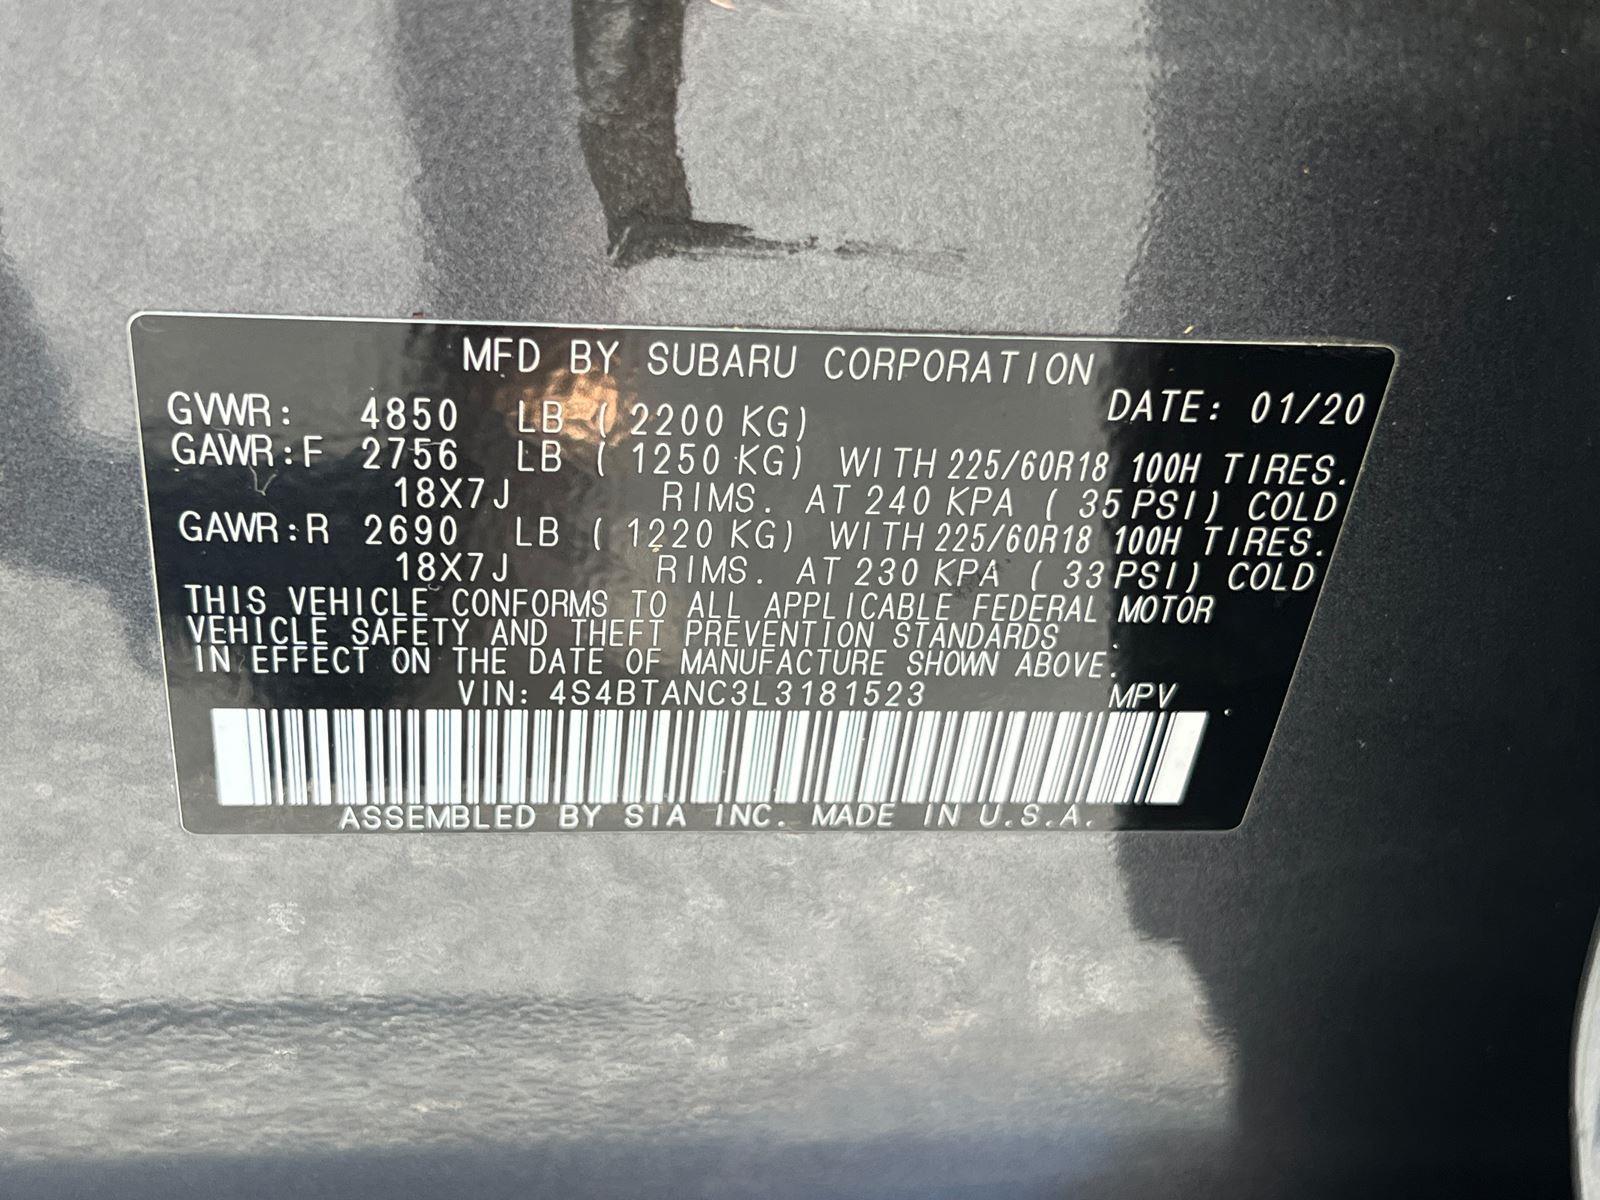 MFD BY SUBARU CORPORATION
GVWR: 4850 LB ( 2200 KG) DATE: 01/20
GAWR:F 2756 LB ( 1250 KG) WITH 225/60R18 100H TIRES.
18X7J RIMS. AT 240 KPA ( 35 PSI) COLD
GAWR:R 2690 LB ( 1220 KG) WITH 225/60R18 100H TIRES.
18X7J RIMS. AT 230 KPA ( 33 PSI) COLD
THIS VEHICLE CONFORMS TO ALL APPLICABLE FEDERAL MOTOR
VEHICLE SAFETY AND THEFT PREVENTION STANDARDS
IN EFFECT ON THE DATE OF MANUFACTURE SHOWN ABOVE.
VIN: 4S4BTANC3L3181523 MPV
ASSEMBLED BY SIA INC. MADE IN U.S.A.